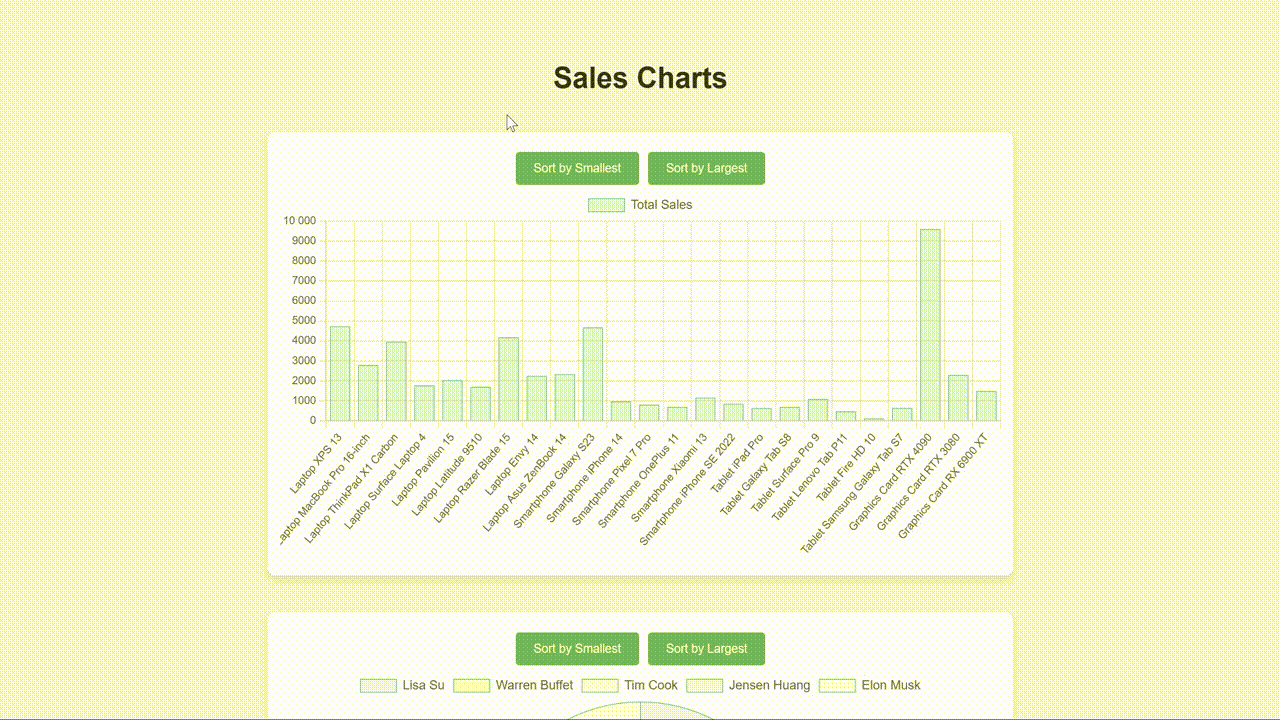 Sales Charts
Sort by Smallest Sort by Largest
Total Sales
10 000
9000
8000
7000
6000
5000
4000
3000
2000
1000
0
Laptop XPS 13
Laptop MacBook Pro 16-inch
Laptop ThinkPad X1 Carbon
Laptop Surface Laptop 4
Laptop Pavilion 15
Laptop Latitude 9510
Laptop Razer Blade 15
Laptop Envy 14
Laptop Asus ZenBook 14
Smartphone Galaxy S23
Smartphone iPhone 14
Smartphone Pixel 7 Pro
Smartphone OnePlus 11
Smartphone Xiaomi 13
Smartphone iPhone SE 2022
Tablet iPad Pro
Tablet Galaxy Tab S8
Tablet Surface Pro 9
Tablet Lenovo Tab P11
Tablet Fire HD 10
Tablet Samsung Galaxy Tab S7
Graphics Card RTX 4090
Graphics Card RTX 3080
Graphics Card RX 6900 XT
Sort by Smallest Sort by Largest
Lisa Su Warren Buffet Tim Cook Jensen Huang Elon Musk